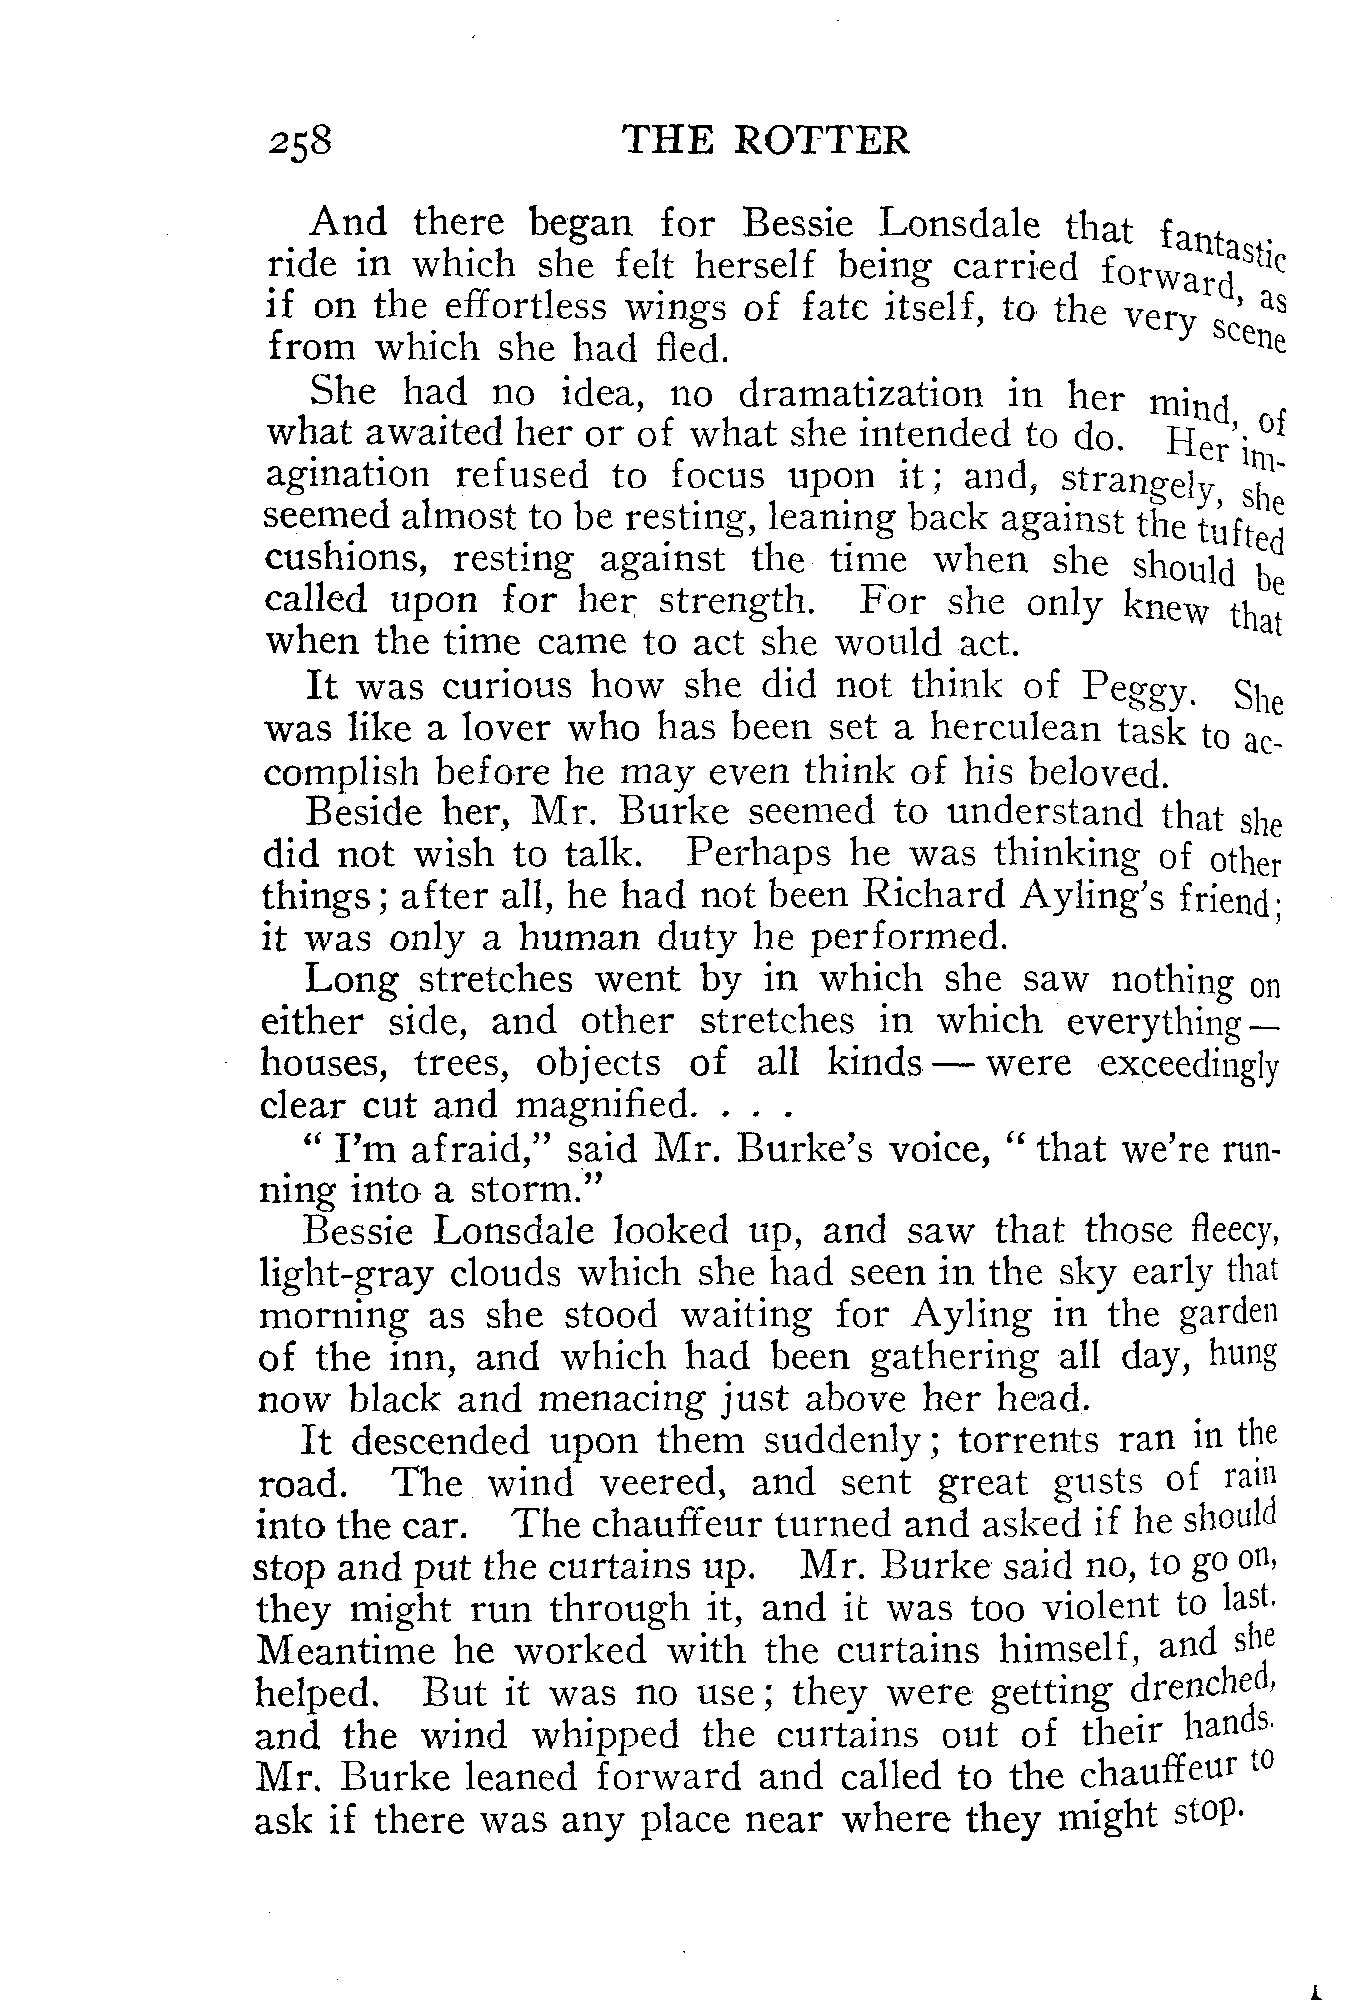 258 THE ROTTER
And there began for Bessie Lonsdale that fantastic
ride in which she felt herself being carried forward, as
if on the effortless wings of fate itself, to the very scene
from which she had fled.
She had no idea, no dramatization in her mind, of
what awaited her or of what she intended to do. Her im-
agination refused to focus upon it; and, strangely, she
seemed almost to be resting, leaning back against the tufted
cushions, resting against the time when she should be
called upon for her strength. For she only knew that
when the time came to act she would act.
It was curious how she did not think of Peggy. She
was like a lover who has been set a herculean task to ac-
complish before he may even think of his beloved.
Beside her, Mr. Burke seemed to understand that she
did not wish to talk. Perhaps he was thinking of other
things; after all, he had not been Richard Ayling's friend;
it was only a human duty he performed.
Long stretches went by in which she saw nothing on
either side, and other stretches in which everything —
houses, trees, objects of all kinds — were exceedingly
clear cut and magnified. . . .
" I'm afraid," said Mr. Burke's voice, " that we're run-
ning into a storm."
Bessie Lonsdale looked up, and saw that those fleecy,
light-gray clouds which she had seen in the sky early that
morning as she stood waiting for Ayling in the garden
of the inn, and which had been gathering all day, hung
now black and menacing just above her head.
It descended upon them suddenly; torrents ran in the
road. The wind veered, and sent great gusts of rain
into the car. The chauffeur turned and asked if he should
stop and put the curtains up. Mr. Burke said no, to go on,
they might run through it, and it was too violent to last.
Meantime he worked with the curtains himself, and she
helped. But it was no use; they were getting drenched,
and the wind whipped the curtains out of their hands.
Mr. Burke leaned forward and called to the chauffeur to
ask if there was any place near where they might stop.